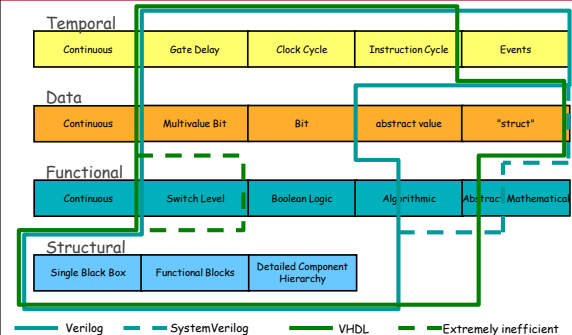 Temporal
Continuous Gate Delay Clock Cycle Instruction Cycle Events
Data
Continuous Multivalue Bit Bit abstract value "struct"
Functional
Continuous Switch Level Boolean Logic Algorithmic Abstract Mathematical
Structural
Single Black Box Functional Blocks Detailed Component
Hierarchy
Verilog SystemVerilog VHDL Extremely inefficient